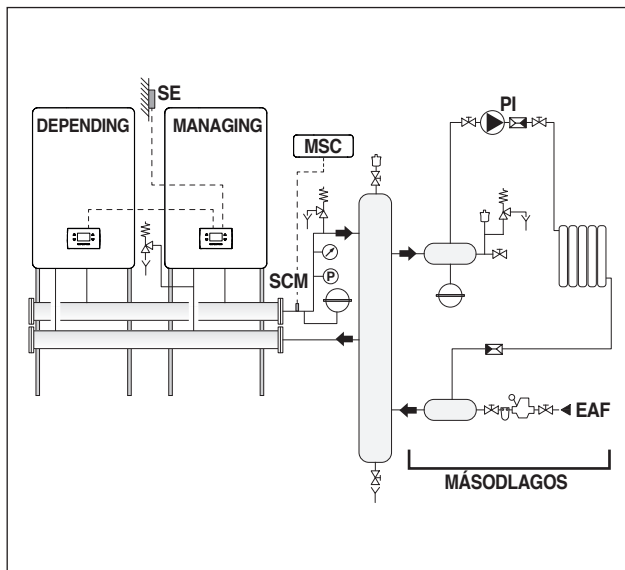 SE
PI
DEPENDING
MANAGING
MSC
SCM
P
EAF
MÁSODLAGOS